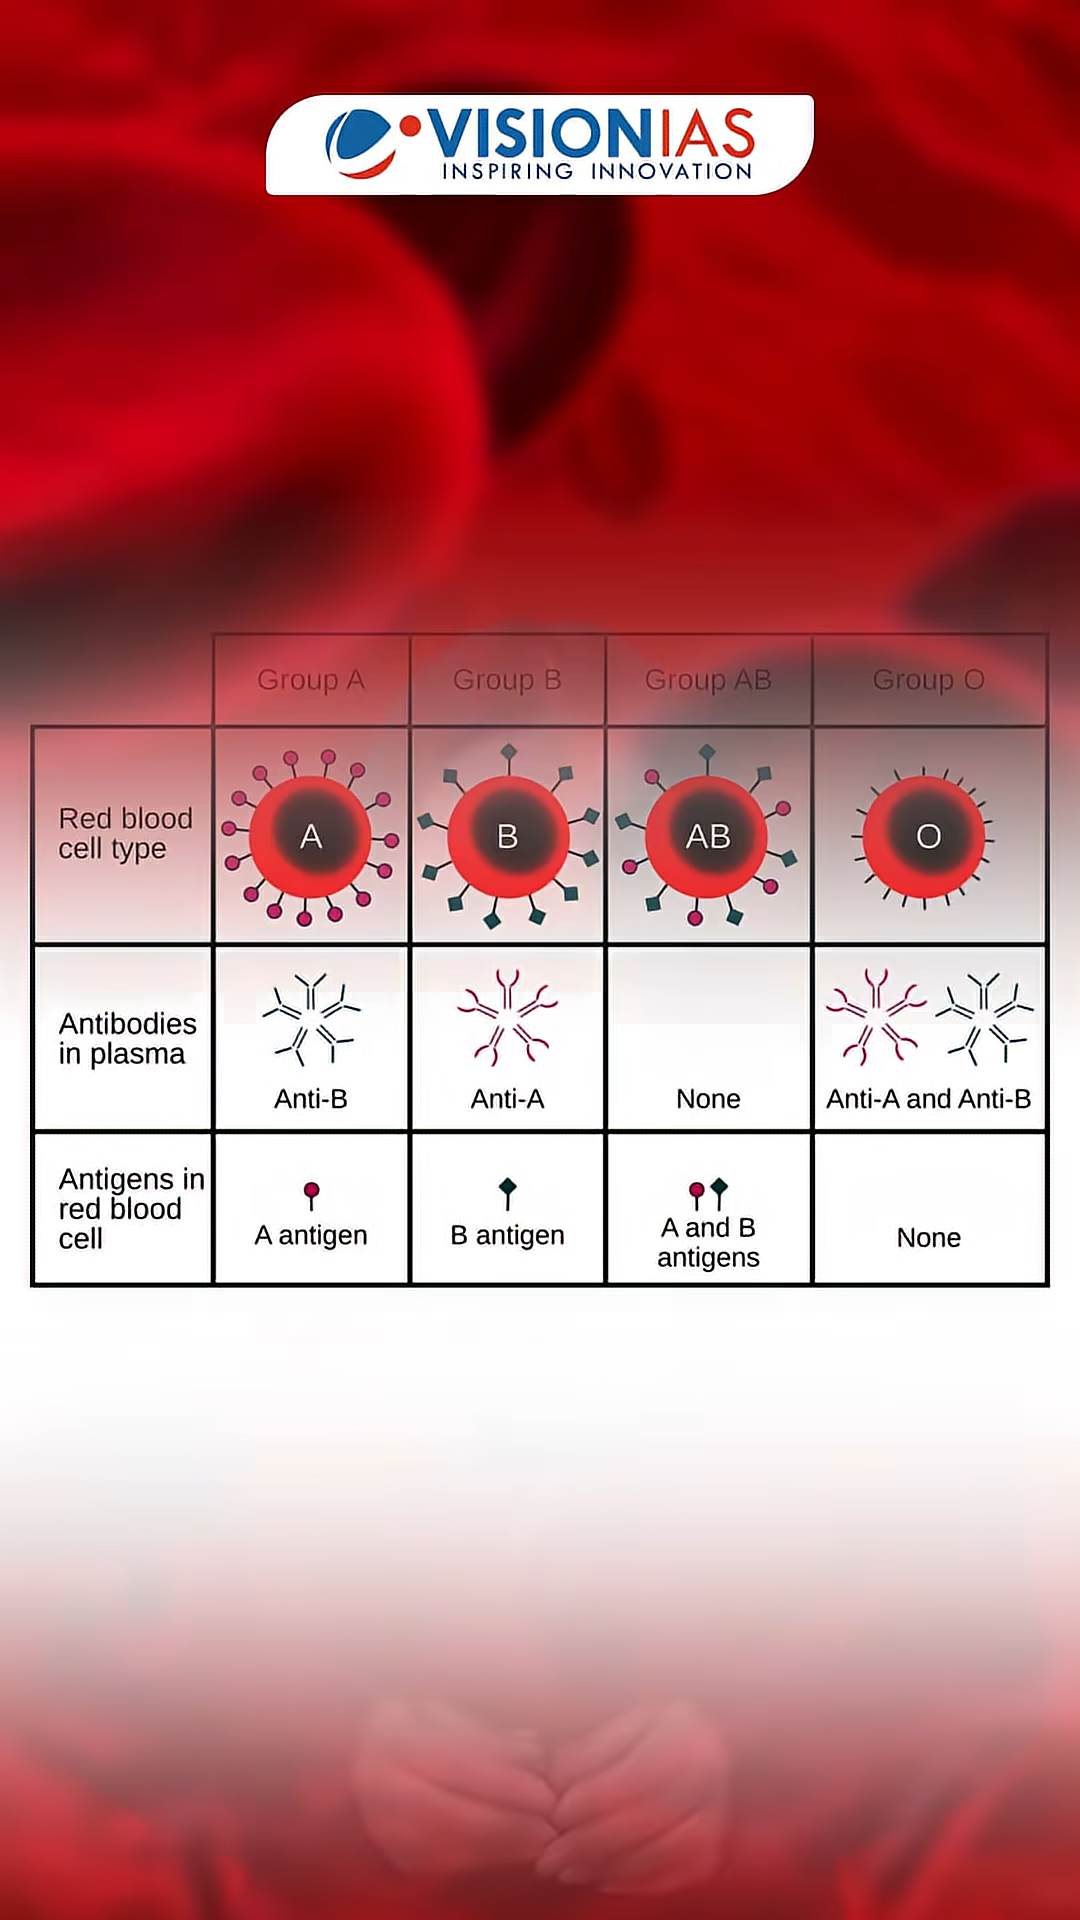 VISIONIAS
INSPIRING INNOVATION
Group A
Group B
Group AB
Group O
Red blood
cell type
A
B
AB
O
Antibodies
in plasma
Anti-B
Anti-A
None
Anti-A and Anti-B
Antigens in
red blood
cell
A antigen
B antigen
A and B
antigens
None